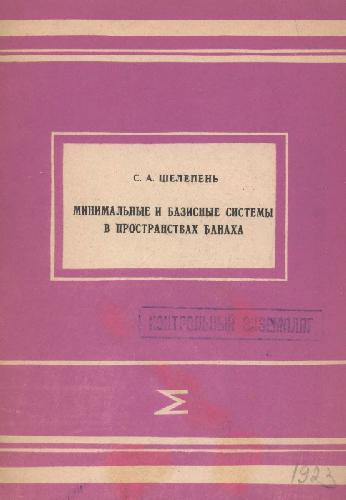 С. А. ШЕЛЕПЕНЬ
МИНИМАЛЬНЫЕ И БАЗИСНЫЕ СИСТЕМЫ
В ПРОСТРАНСТВАХ БАНАХА
КОНТРОЛЬНЫЙ ЭКЗЕМПЛЯР
Σ
1923